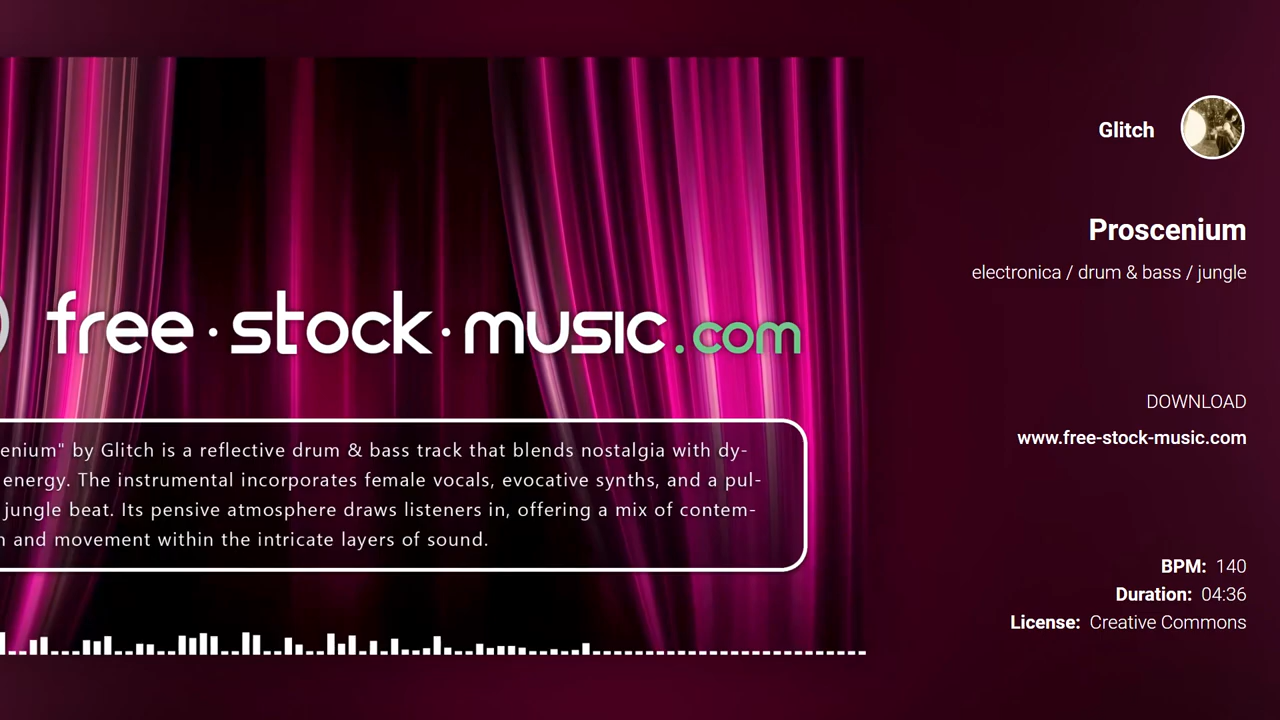 free·stock·music.com
enium" by Glitch is a reflective drum & bass track that blends nostalgia with dy-
energy. The instrumental incorporates female vocals, evocative synths, and a pul-
jungle beat. Its pensive atmosphere draws listeners in, offering a mix of contem-
and movement within the intricate layers of sound.
Glitch
Proscenium
electronica / drum & bass / jungle
DOWNLOAD
www.free-stock-music.com
BPM: 140
Duration: 04:36
License: Creative Commons